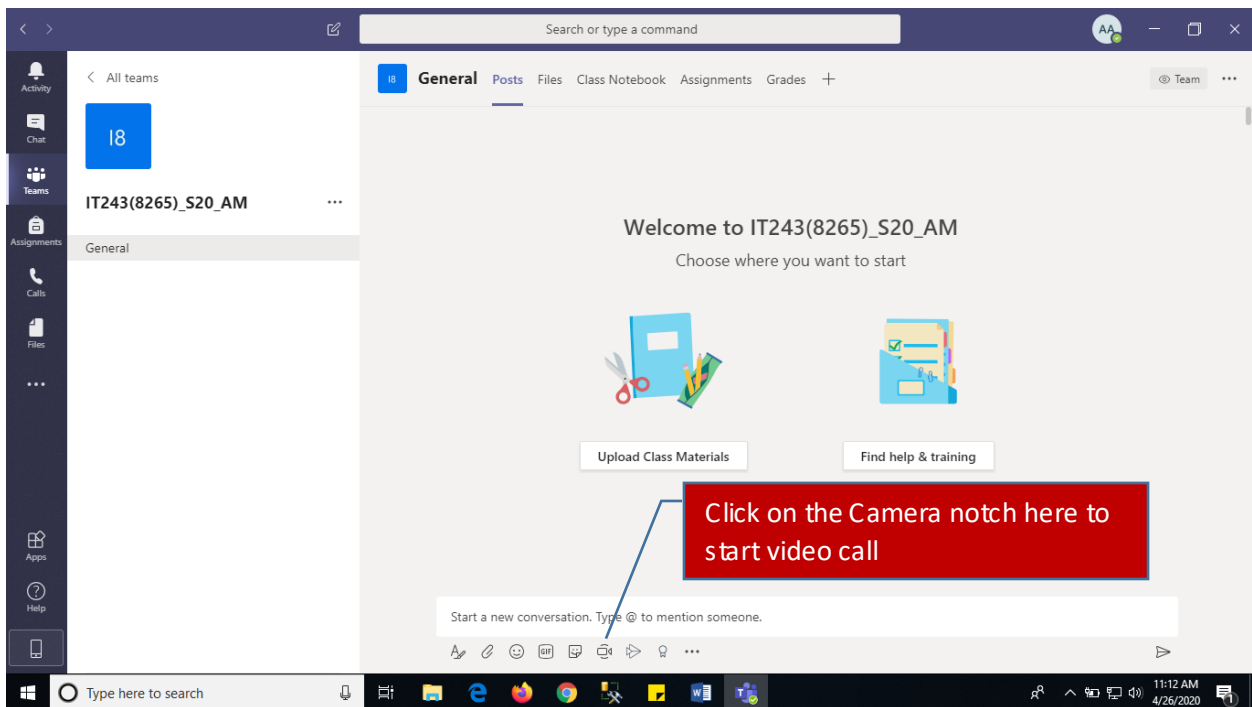 Search or type a command
AA
Activity
Chat
Teams
Assignments
Calls
Files
Apps
Help
All teams
I8
IT243(8265)_S20_AM
General
I8 General Posts Files Class Notebook Assignments Grades
Team
Welcome to IT243(8265)_S20_AM
Choose where you want to start
Upload Class Materials
Find help & training
Click on the Camera notch here to
start video call
Start a new conversation. Type @ to mention someone.
GIF
Type here to search
11:12 AM
4/26/2020